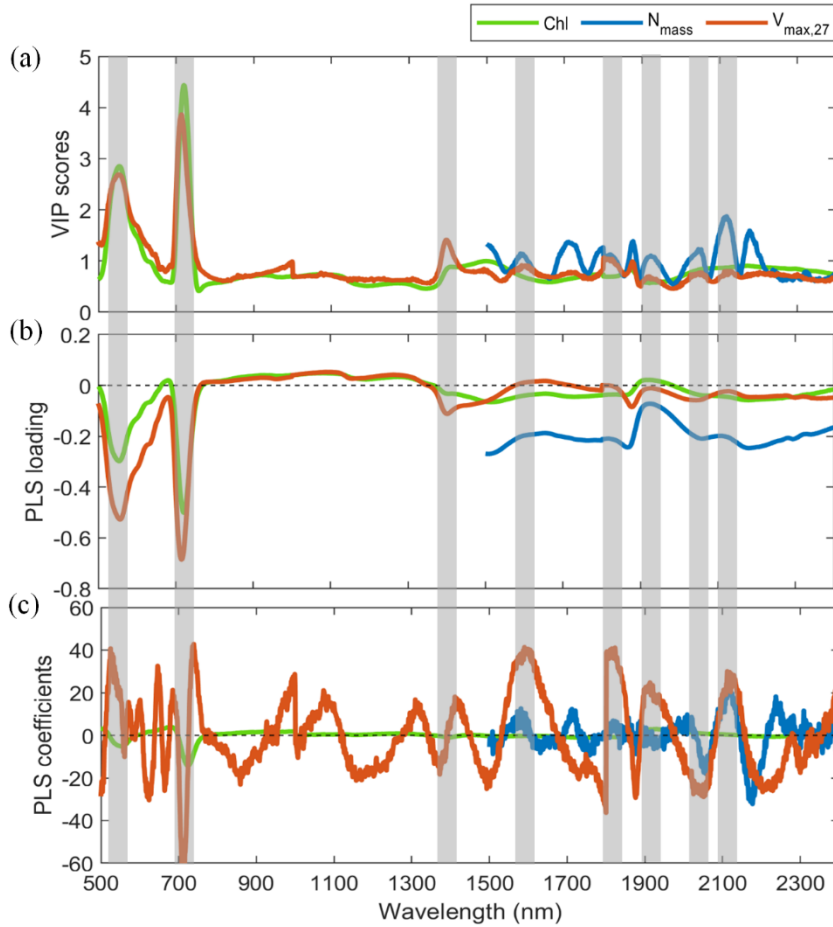 Chl N_mass V_max,27
(a)
5
4
3
2
1
0
VIP scores
(b)
0.2
0
-0.2
-0.4
-0.6
-0.8
PLS loading
(c)
60
40
20
0
-20
-40
-60
PLS coefficients
500 700 900 1100 1300 1500 1700 1900 2100 2300
Wavelength (nm)